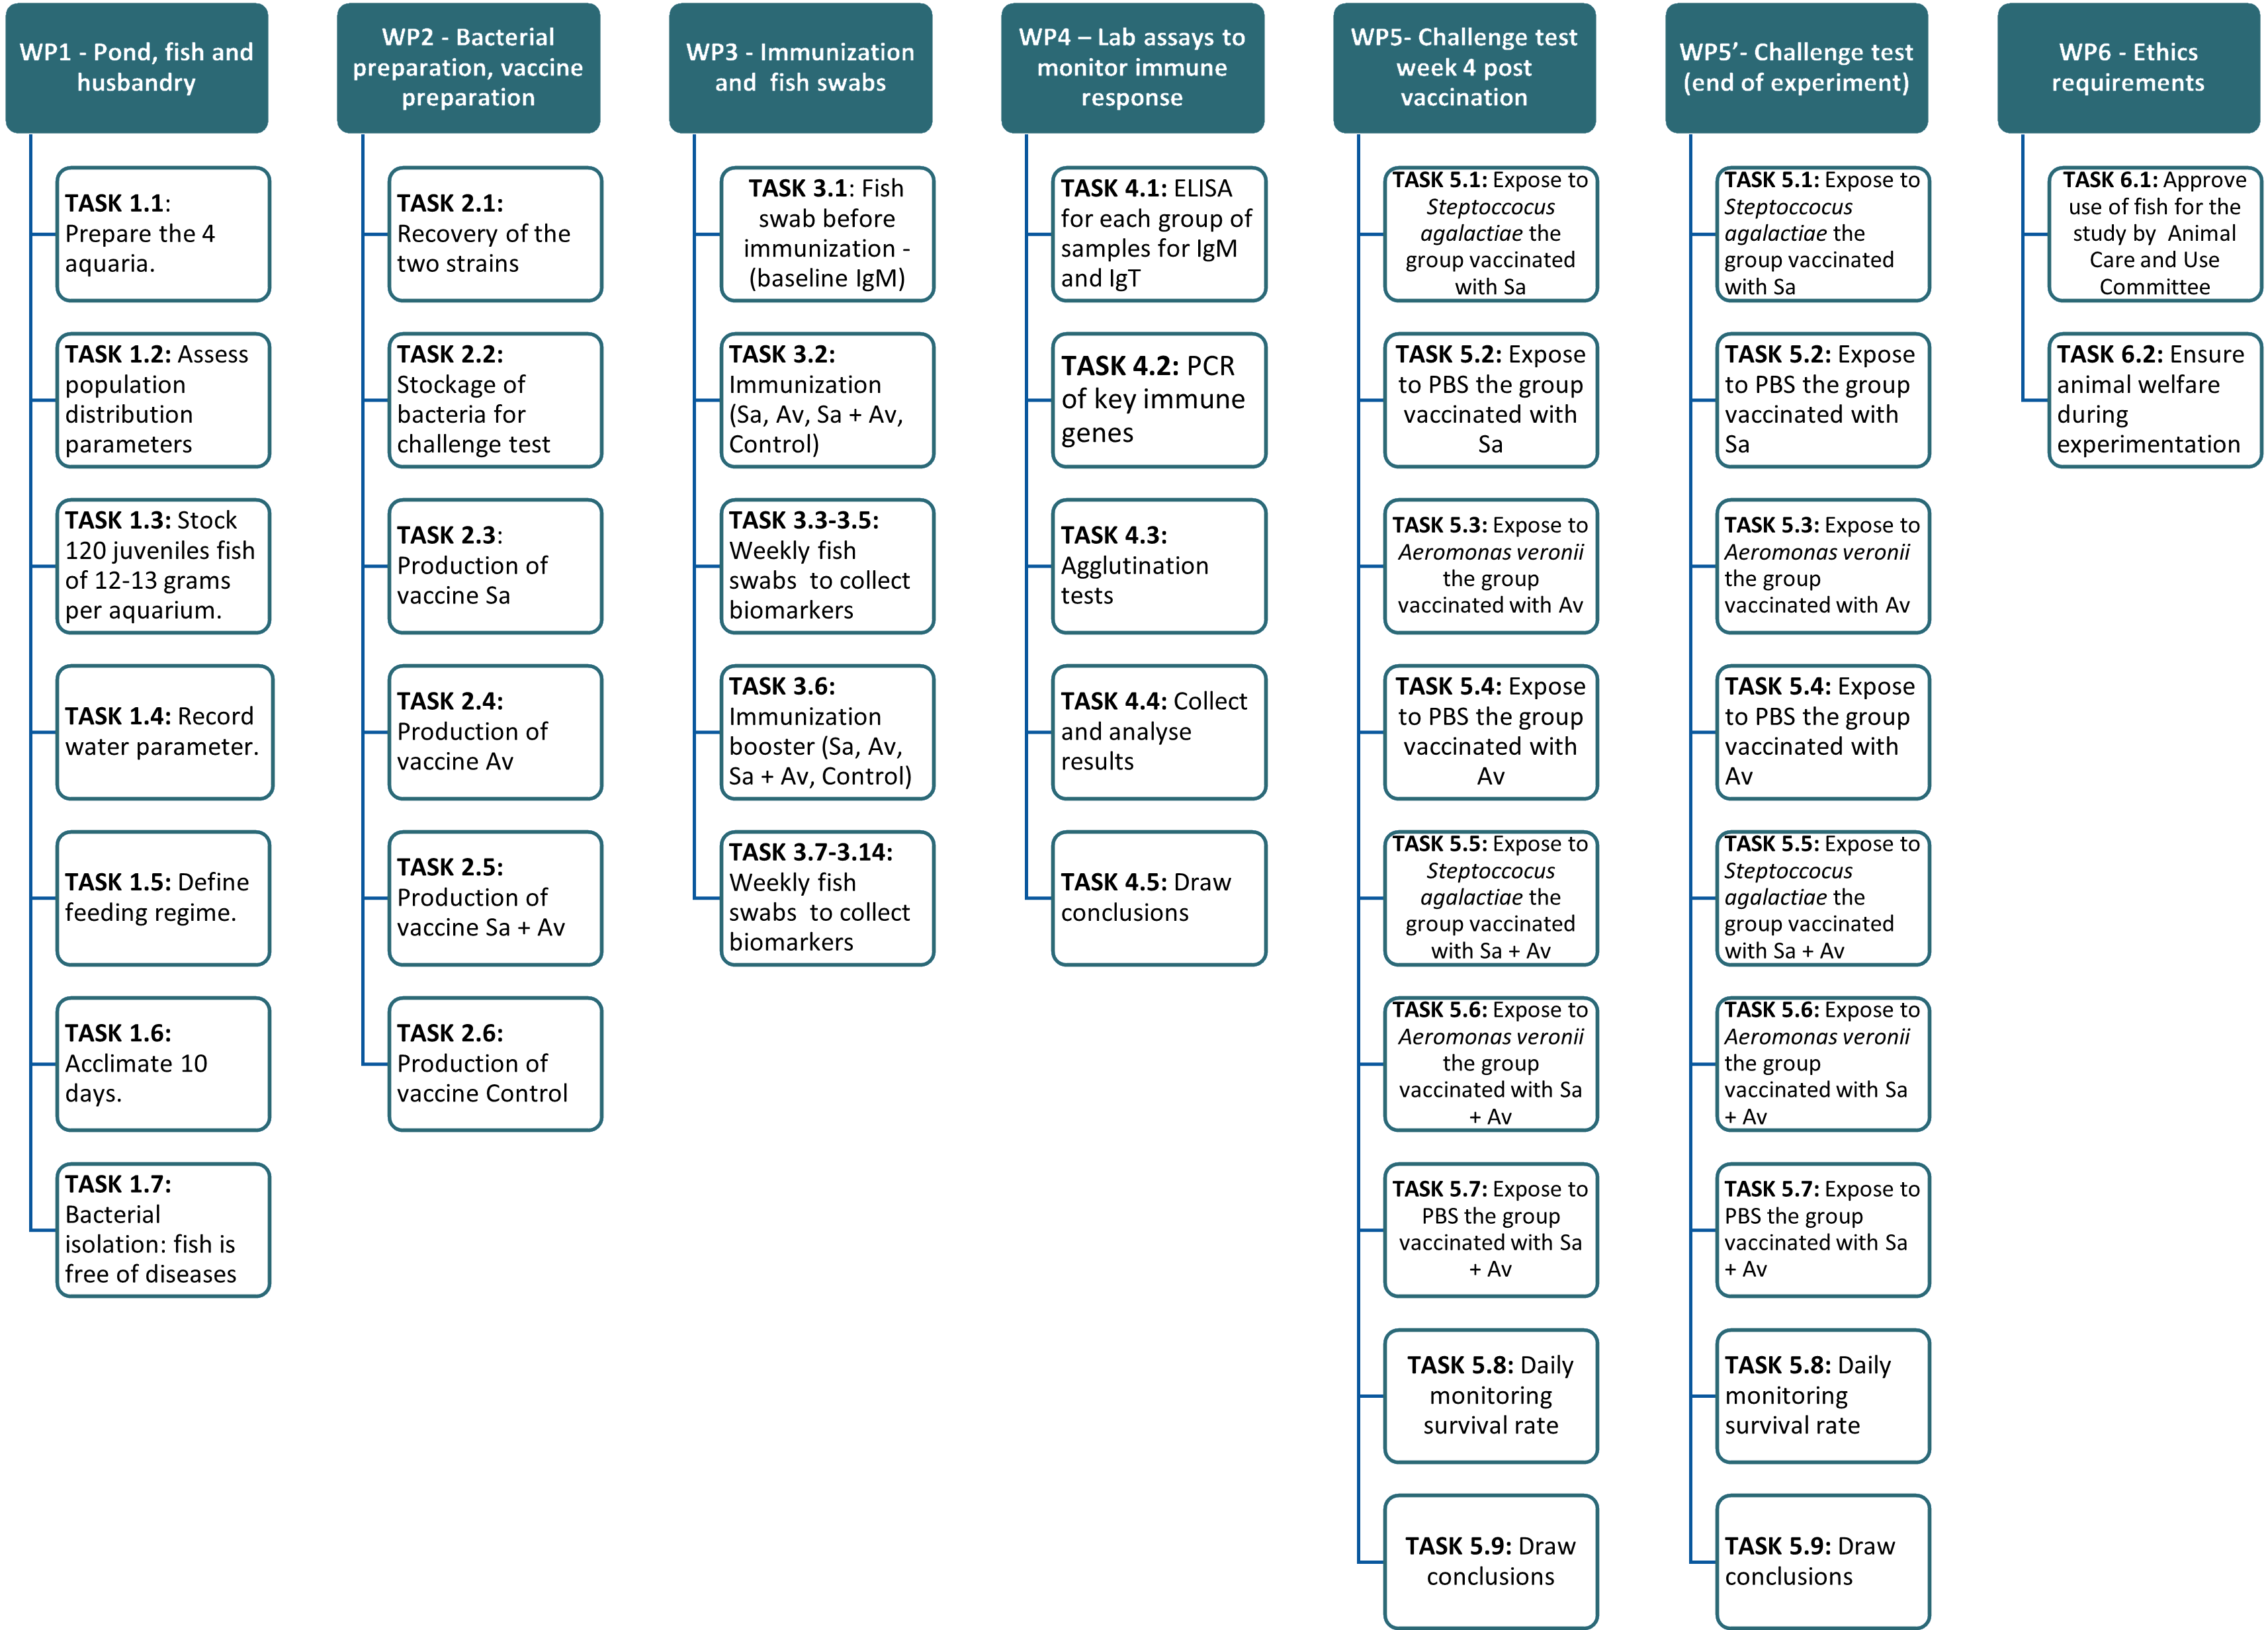 WP1 - Pond, fish and
husbandry
TASK 1.1:
Prepare the 4
aquaria.
TASK 1.2: Assess
population
distribution
parameters
TASK 1.3: Stock
120 juveniles fish
of 12-13 grams
per aquarium.
TASK 1.4: Record
water parameter.
TASK 1.5: Define
feeding regime.
TASK 1.6:
Acclimate 10
days.
TASK 1.7:
Bacterial
isolation: fish is
free of diseases
WP2 - Bacterial
preparation, vaccine
preparation
TASK 2.1:
Recovery of the
two strains
TASK 2.2:
Stockage of
bacteria for
challenge test
TASK 2.3:
Production of
vaccine Sa
TASK 2.4:
Production of
vaccine Av
TASK 2.5:
Production of
vaccine Sa + Av
TASK 2.6:
Production of
vaccine Control
WP3 - Immunization
and fish swabs
TASK 3.1: Fish
swab before
immunization -
(baseline IgM)
TASK 3.2:
Immunization
(Sa, Av, Sa + Av,
Control)
TASK 3.3-3.5:
Weekly fish
swabs to collect
biomarkers
TASK 3.6:
Immunization
booster (Sa, Av,
Sa + Av, Control)
TASK 3.7-3.14:
Weekly fish
swabs to collect
biomarkers
WP4 – Lab assays to
monitor immune
response
TASK 4.1: ELISA
for each group of
samples for IgM
and IgT
TASK 4.2: PCR
of key immune
genes
TASK 4.3:
Agglutination
tests
TASK 4.4: Collect
and analyse
results
TASK 4.5: Draw
conclusions
WP5- Challenge test
week 4 post
vaccination
TASK 5.1: Expose to
Steptoccocus
agalactiae the
group vaccinated
with Sa
TASK 5.2: Expose
to PBS the group
vaccinated with
Sa
TASK 5.3: Expose to
Aeromonas veronii
the group
vaccinated with Av
TASK 5.4: Expose
to PBS the group
vaccinated with
Av
TASK 5.5: Expose to
Steptoccocus
agalactiae the
group vaccinated
with Sa + Av
TASK 5.6: Expose to
Aeromonas veronii
the group
vaccinated with Sa
+ Av
TASK 5.7: Expose to
PBS the group
vaccinated with Sa
+ Av
TASK 5.8: Daily
monitoring
survival rate
TASK 5.9: Draw
conclusions
WP5’- Challenge test
(end of experiment)
TASK 5.1: Expose to
Steptoccocus
agalactiae the
group vaccinated
with Sa
TASK 5.2: Expose
to PBS the group
vaccinated with
Sa
TASK 5.3: Expose to
Aeromonas veronii
the group
vaccinated with Av
TASK 5.4: Expose
to PBS the group
vaccinated with
Av
TASK 5.5: Expose to
Steptoccocus
agalactiae the
group vaccinated
with Sa + Av
TASK 5.6: Expose to
Aeromonas veronii
the group
vaccinated with Sa
+ Av
TASK 5.7: Expose to
PBS the group
vaccinated with Sa
+ Av
TASK 5.8: Daily
monitoring
survival rate
TASK 5.9: Draw
conclusions
WP6 - Ethics
requirements
TASK 6.1: Approve
use of fish for the
study by Animal
Care and Use
Committee
TASK 6.2: Ensure
animal welfare
during
experimentation